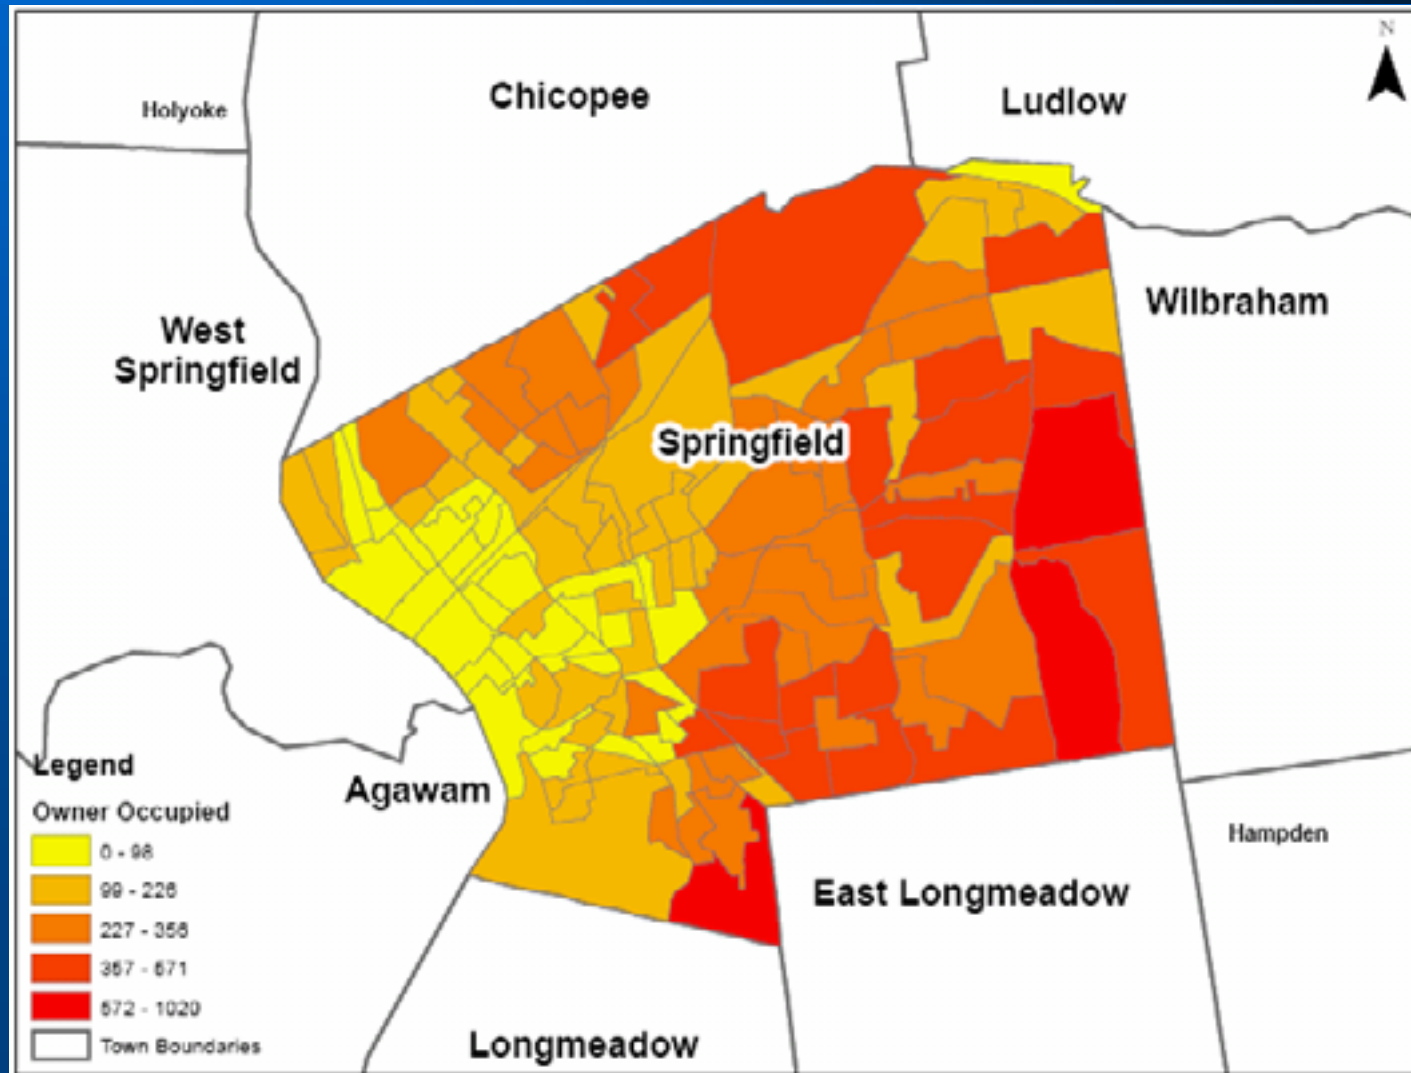 N
Chicopee
Ludlow
Holyoke
Wilbraham
West
Springfield
Springfield
Legend
Agawam
Owner Occupied
0 - 98
Hampden
99 - 226
East Longmeadow
227 - 356
357 - 571
572 - 1020
Longmeadow
Town Boundaries